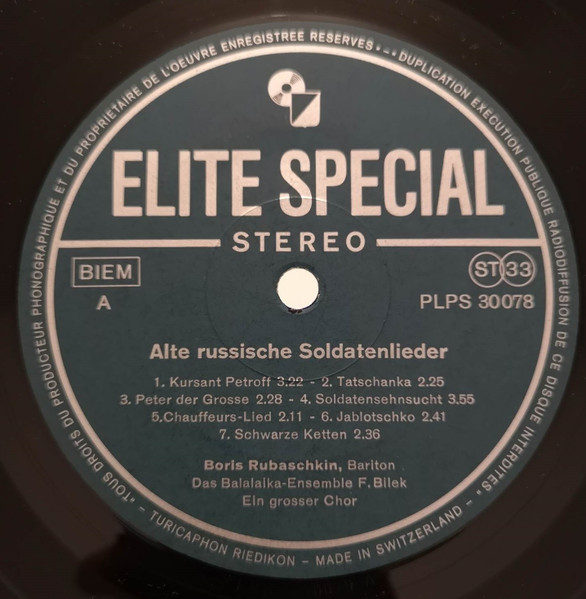 • TOUS DROITS DU PRODUCTEUR PHONOGRAPHIQUE ET DU PROPRIETAIRE DE L'OEUVRE ENREGISTREE RESERVES • – • DUPLICATION EXECUTION PUBLIQUE RADIODIFFUSION DE CE DISQUE INTERDITES •
ELITE SPECIAL
STEREO
BIEM
ST 33
A
PLPS 30078
Alte russische Soldatenlieder
1. Kursant Petroff 3.22 - 2. Tatschanka 2.25
3. Peter der Grosse 2.28 - 4. Soldatensehnsucht 3.55
5.Chauffeurs-Lied 2.11 - 6. Jablotschko 2.41
7. Schwarze Ketten 2.36
Boris Rubaschkin, Bariton
Das Balalaika-Ensemble F. Bilek
Ein grosser Chor
– TURICAPHON RIEDIKON – MADE IN SWITZERLAND –